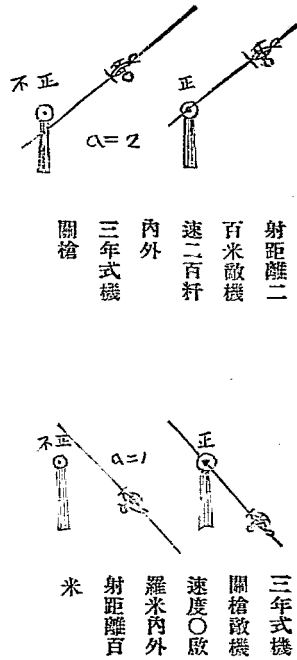 正
不正
a=2
射距離二
百米敵機
速二百粁
內外
三年式機
關槍
正
不正
a=1
三年式機
關槍敵機
速度〇啟
羅米內外
射距離百
米